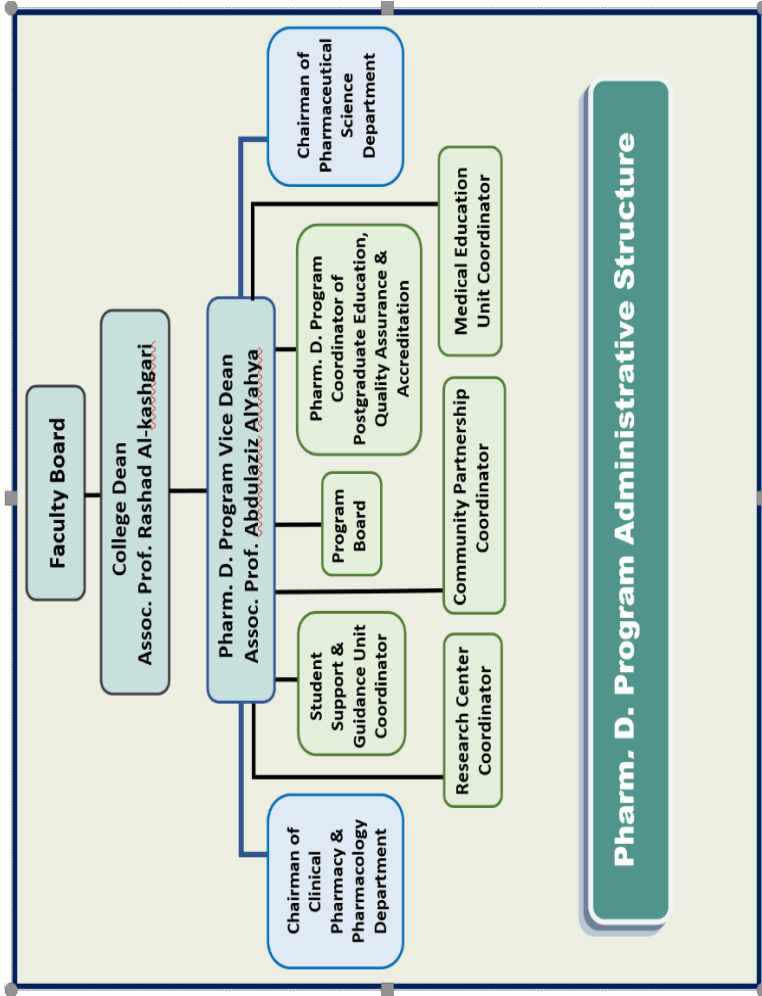 Faculty Board
College Dean
Assoc. Prof. Rashad Al-kashgari
Pharm. D. Program Vice Dean
Assoc. Prof. Abdulaziz AlYahya
Chairman of
Clinical
Pharmacy &
Pharmacology
Department
Student
Support &
Guidance Unit
Coordinator
Program
Board
Pharm. D. Program
Coordinator of
Postgraduate Education,
Quality Assurance &
Accreditation
Chairman of
Pharmaceutical
Science
Department
Research Center
Coordinator
Community Partnership
Coordinator
Medical Education
Unit Coordinator
Pharm. D. Program Administrative Structure